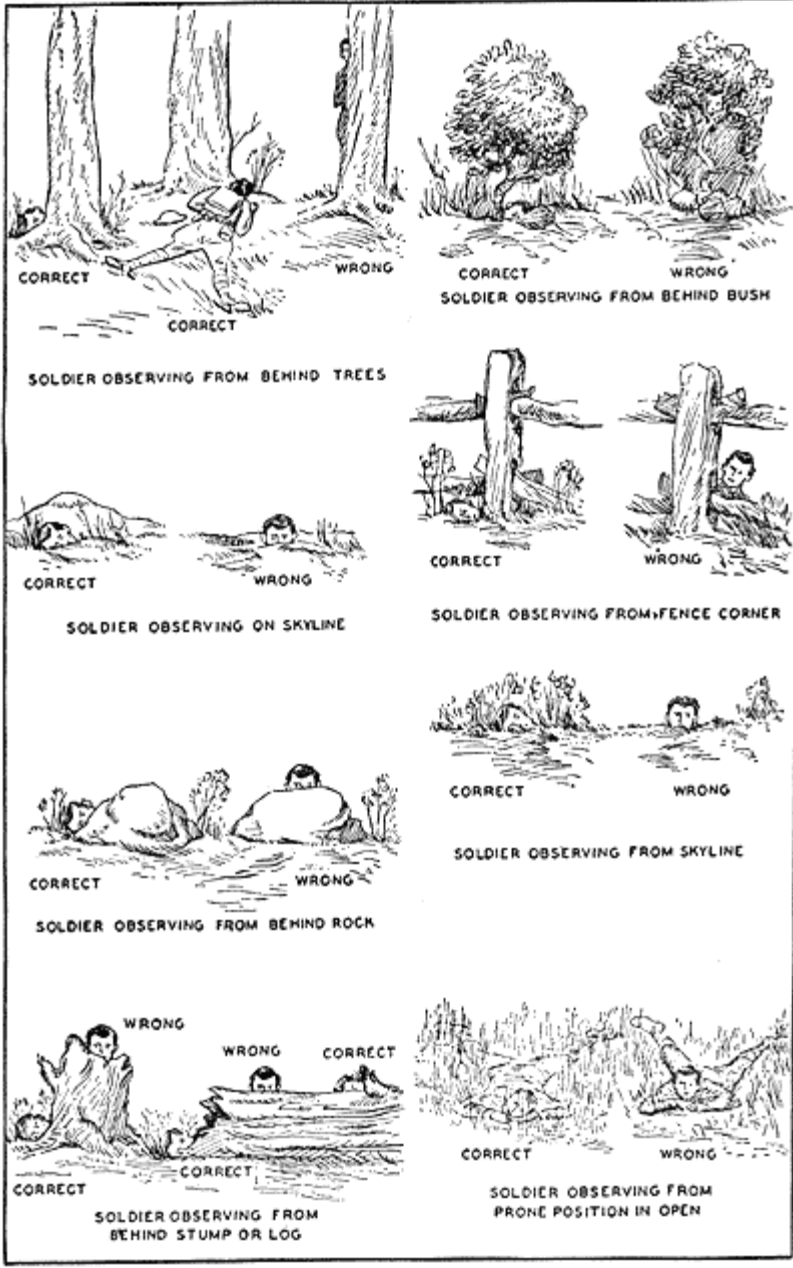 CORRECT
WRONG
CORRECT
SOLDIER OBSERVING FROM BEHIND TREES
CORRECT
WRONG
SOLDIER OBSERVING FROM BEHIND BUSH
CORRECT
WRONG
SOLDIER OBSERVING ON SKYLINE
CORRECT
WRONG
SOLDIER OBSERVING FROM FENCE CORNER
CORRECT
WRONG
SOLDIER OBSERVING FROM BEHIND ROCK
CORRECT
WRONG
SOLDIER OBSERVING FROM SKYLINE
WRONG
WRONG
CORRECT
CORRECT
CORRECT
SOLDIER OBSERVING FROM
BEHIND STUMP OR LOG
CORRECT
WRONG
SOLDIER OBSERVING FROM
PRONE POSITION IN OPEN